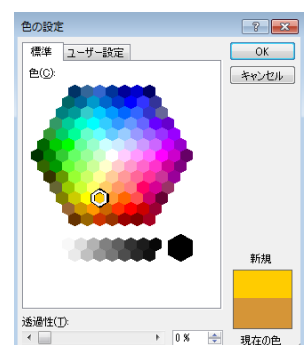 色の設定
標準 ユーザー設定
OK
色(C):
キャンセル
新規
透過性(T):
0 %
現在の色